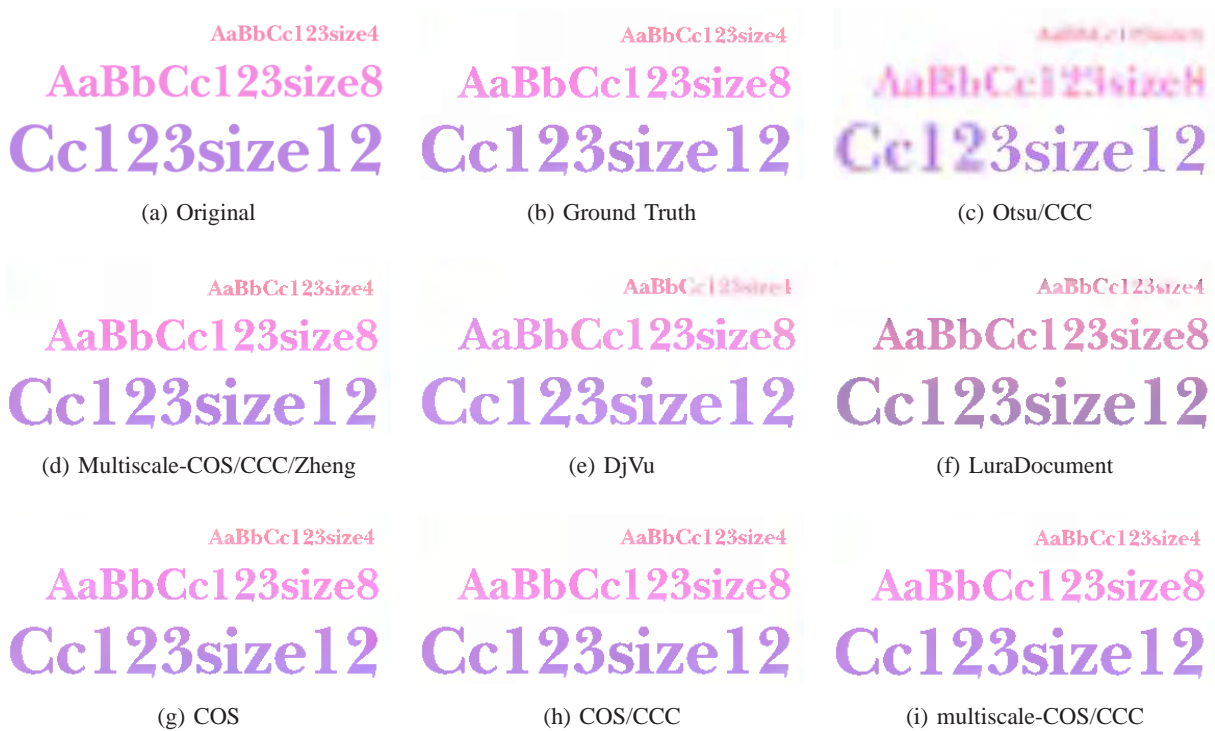 AaBbCc123size4 AaBbCc123size4
AaBbCc123size8 AaBbCc123size8 AaBbCc123size8
Cc123size12 Cc123size12 Cc123size12
(a) Original (b) Ground Truth (c) Otsu/CCC
AaBbCc123size4 AaBbCc123size4 AaBbCc123size4
AaBbCc123size8 AaBbCc123size8 AaBbCc123size8
Cc123size12 Cc123size12 Cc123size12
(d) Multiscale-COS/CCC/Zheng (e) DjVu (f) LuraDocument
AaBbCc123size4 AaBbCc123size4 AaBbCc123size4
AaBbCc123size8 AaBbCc123size8 AaBbCc123size8
Cc123size12 Cc123size12 Cc123size12
(g) COS (h) COS/CCC (i) multiscale-COS/CCC